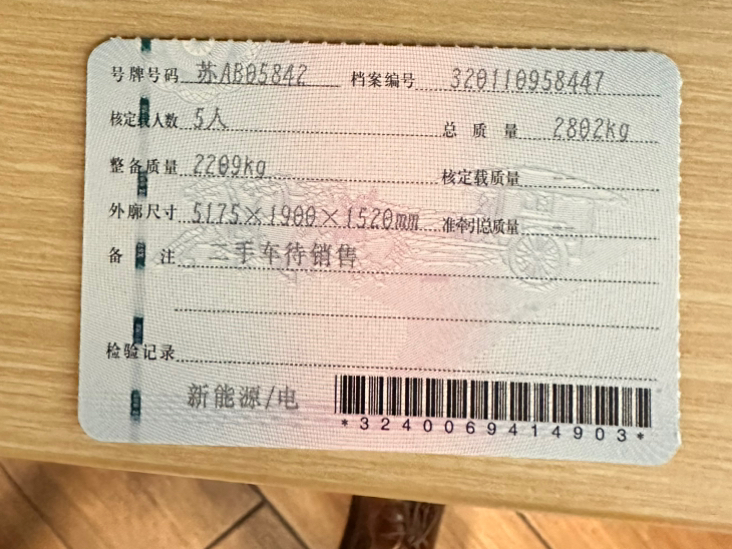 号牌号码 苏AB05842 档案编号 320110958447
核定载人数 5人 总质量 2802kg
整备质量 2209kg 核定载质量 --
外廓尺寸 5175×1900×1520mm 准牵引总质量 --
备注 二手车待销售
检验记录
新能源/电
*3240069414903*